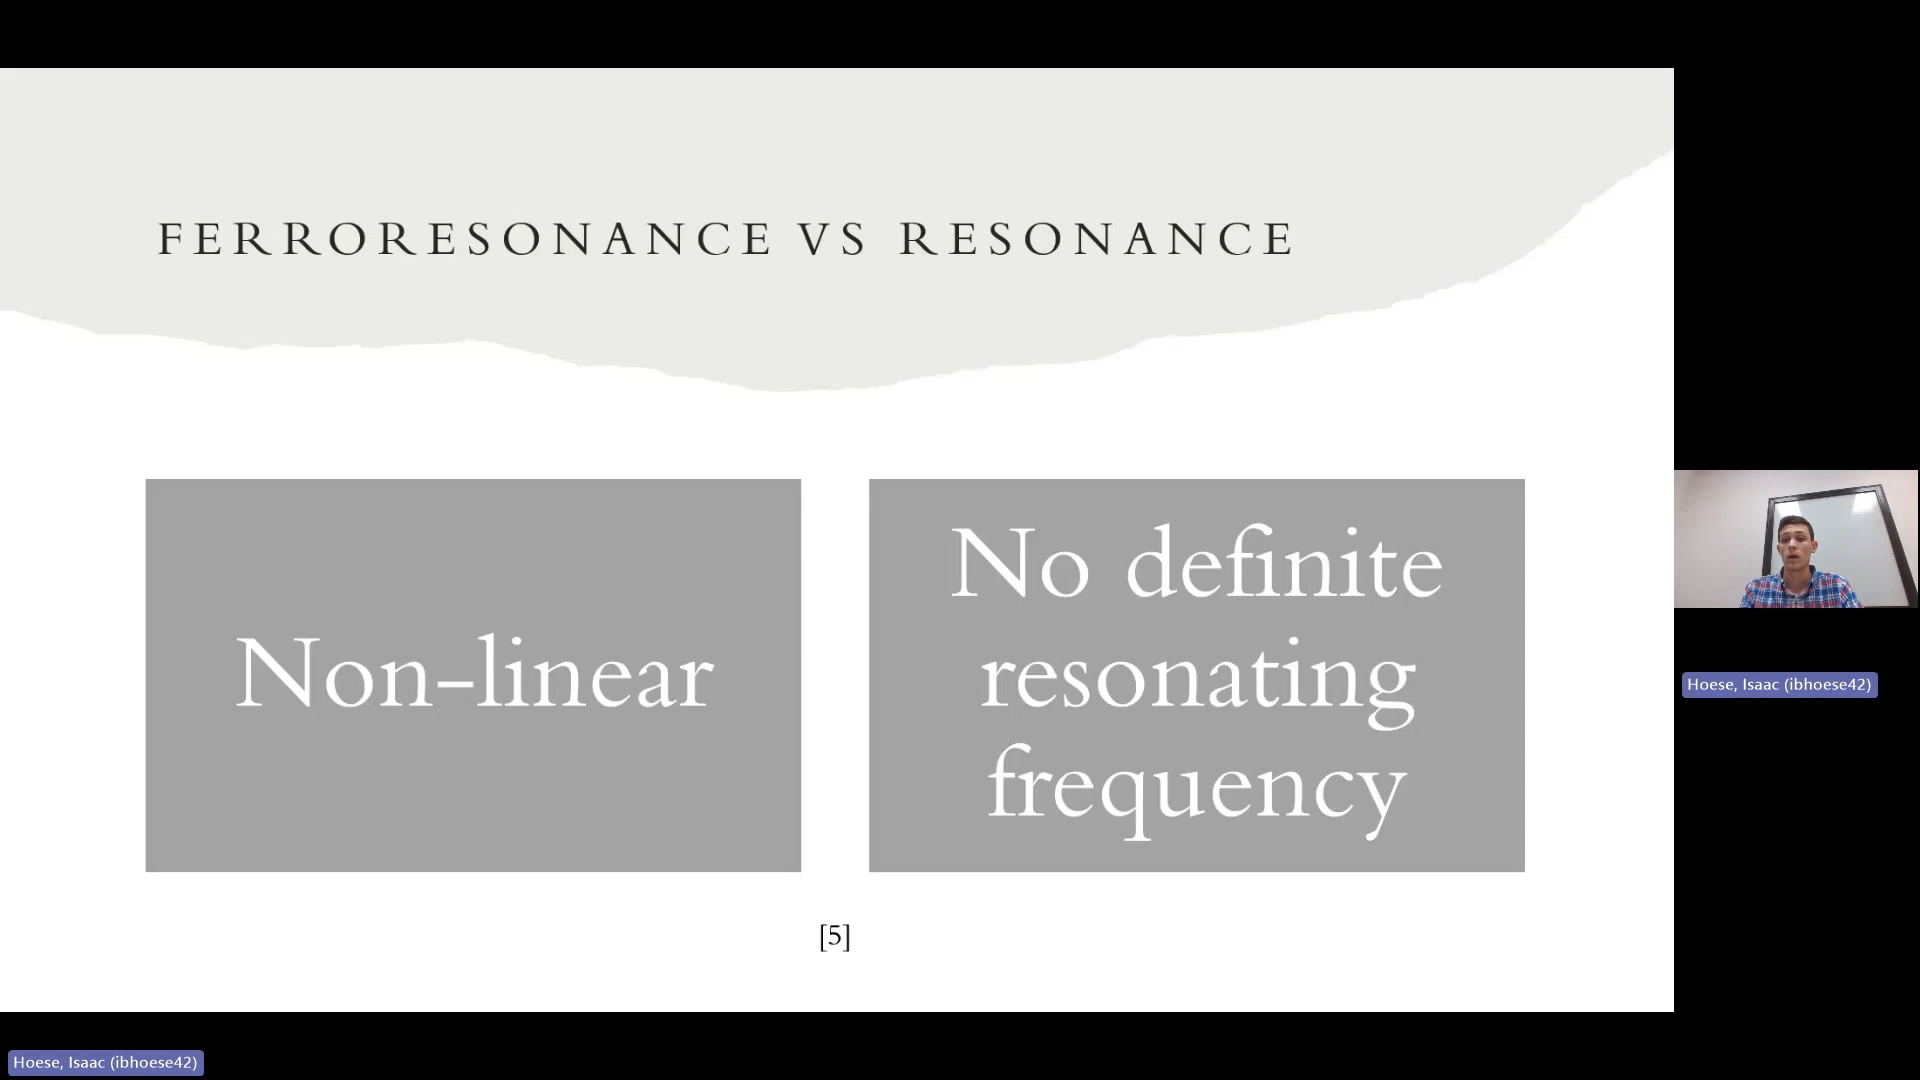 FERRORESONANCE VS RESONANCE
Non-linear
No definite
resonating
frequency
[5]
Hoese, Isaac (ibhoese42)
Hoese, Isaac (ibhoese42)